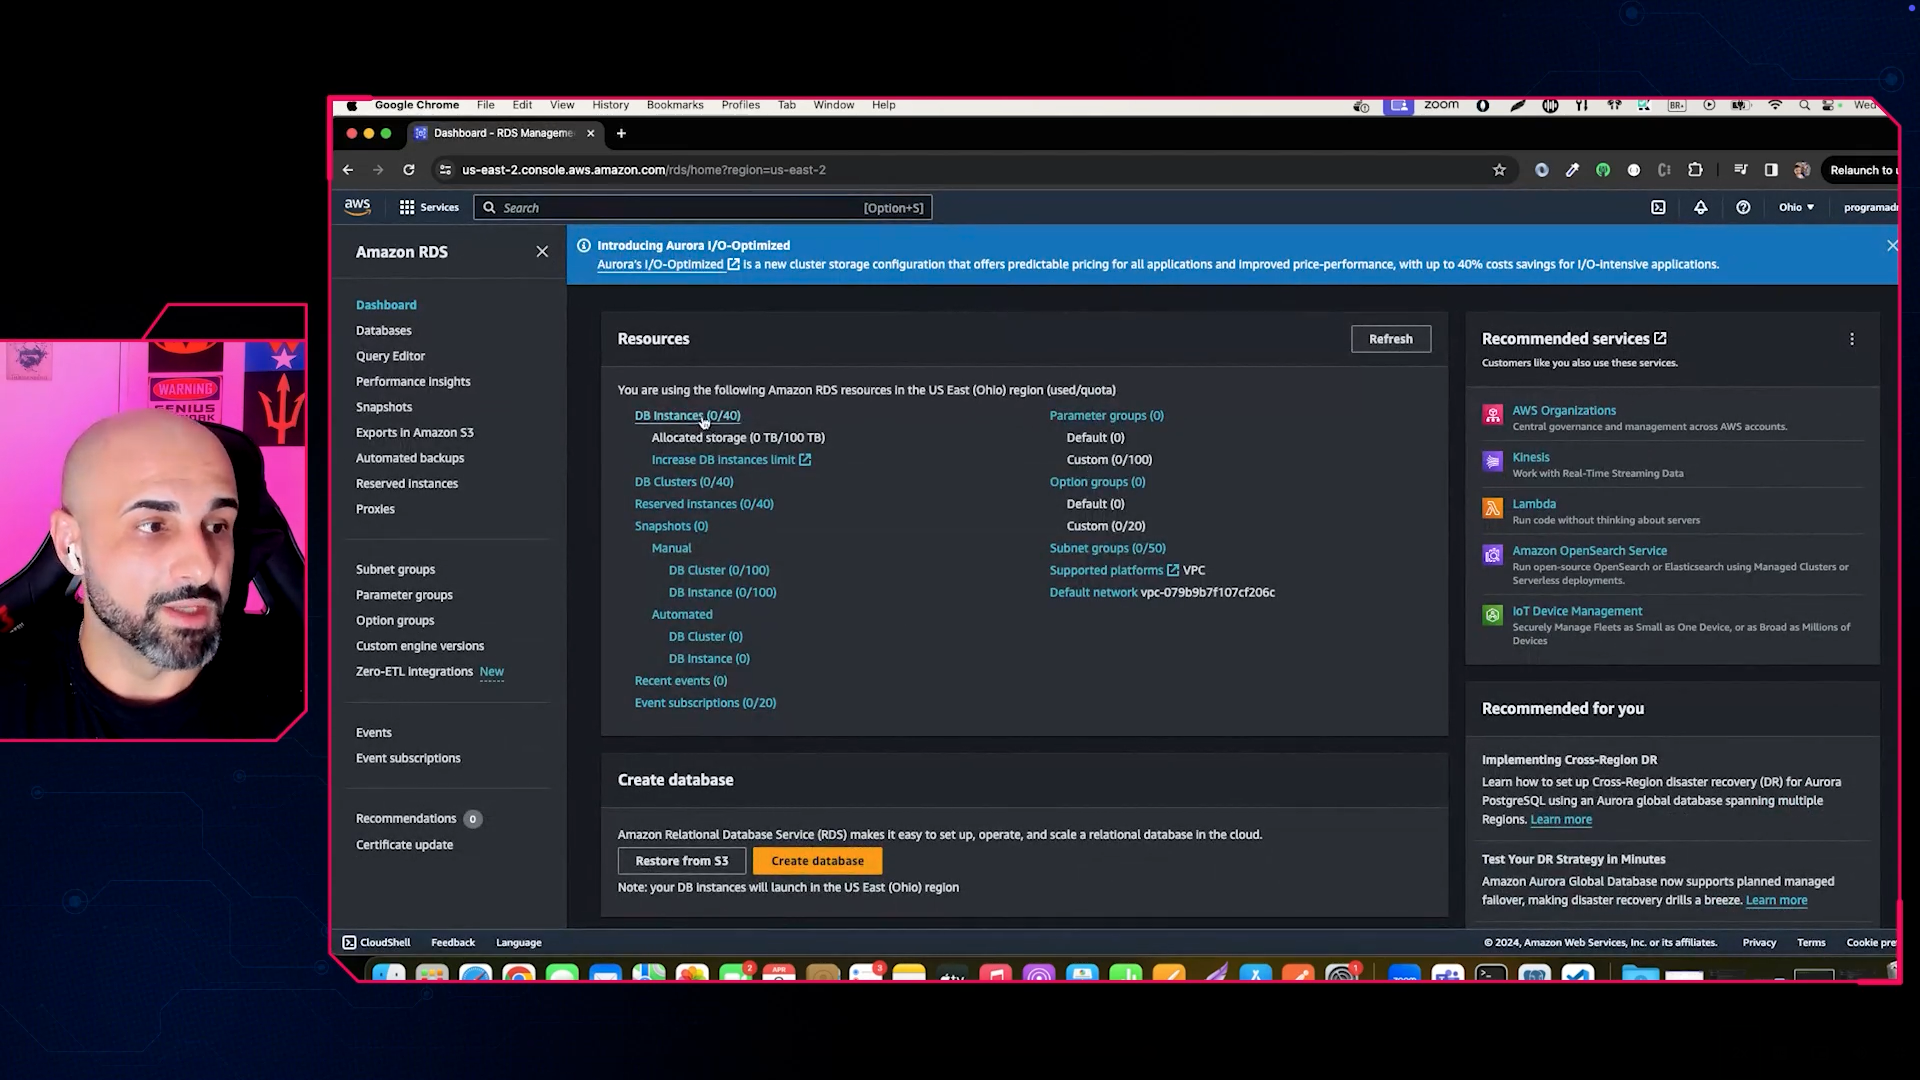 Google Chrome File Edit View History Bookmarks Profiles Tab Window Help
zoom
Wed
Dashboard - RDS Manageme
us-east-2.console.aws.amazon.com/rds/home?region=us-east-2
Relaunch to u
aws
Services
Search
[Option+S]
Ohio
programadr
Amazon RDS
Dashboard
Databases
Query Editor
Performance insights
Snapshots
Exports in Amazon S3
Automated backups
Reserved instances
Proxies
Subnet groups
Parameter groups
Option groups
Custom engine versions
Zero-ETL integrations New
Events
Event subscriptions
Recommendations 0
Certificate update
Introducing Aurora I/O-Optimized
Aurora's I/O-Optimized is a new cluster storage configuration that offers predictable pricing for all applications and improved price-performance, with up to 40% costs savings for I/O-intensive applications.
Resources
Refresh
You are using the following Amazon RDS resources in the US East (Ohio) region (used/quota)
DB Instances (0/40)
Allocated storage (0 TB/100 TB)
Increase DB instances limit
DB Clusters (0/40)
Reserved instances (0/40)
Snapshots (0)
Manual
DB Cluster (0/100)
DB Instance (0/100)
Automated
DB Cluster (0)
DB Instance (0)
Recent events (0)
Event subscriptions (0/20)
Parameter groups (0)
Default (0)
Custom (0/100)
Option groups (0)
Default (0)
Custom (0/20)
Subnet groups (0/50)
Supported platforms VPC
Default network vpc-079b9b7f107cf206c
Create database
Amazon Relational Database Service (RDS) makes it easy to set up, operate, and scale a relational database in the cloud.
Restore from S3
Create database
Note: your DB instances will launch in the US East (Ohio) region
Recommended services
Customers like you also use these services.
AWS Organizations
Central governance and management across AWS accounts.
Kinesis
Work with Real-Time Streaming Data
Lambda
Run code without thinking about servers
Amazon OpenSearch Service
Run open-source OpenSearch or Elasticsearch using Managed Clusters or
Serverless deployments.
IoT Device Management
Securely Manage Fleets as Small as One Device, or as Broad as Millions of
Devices
Recommended for you
Implementing Cross-Region DR
Learn how to set up Cross-Region disaster recovery (DR) for Aurora
PostgreSQL using an Aurora global database spanning multiple
Regions. Learn more
Test Your DR Strategy in Minutes
Amazon Aurora Global Database now supports planned managed
failover, making disaster recovery drills a breeze. Learn more
CloudShell
Feedback
Language
© 2024, Amazon Web Services, Inc. or its affiliates.
Privacy
Terms
Cookie pre
WARNING
GENIUS
2
APR
3
1